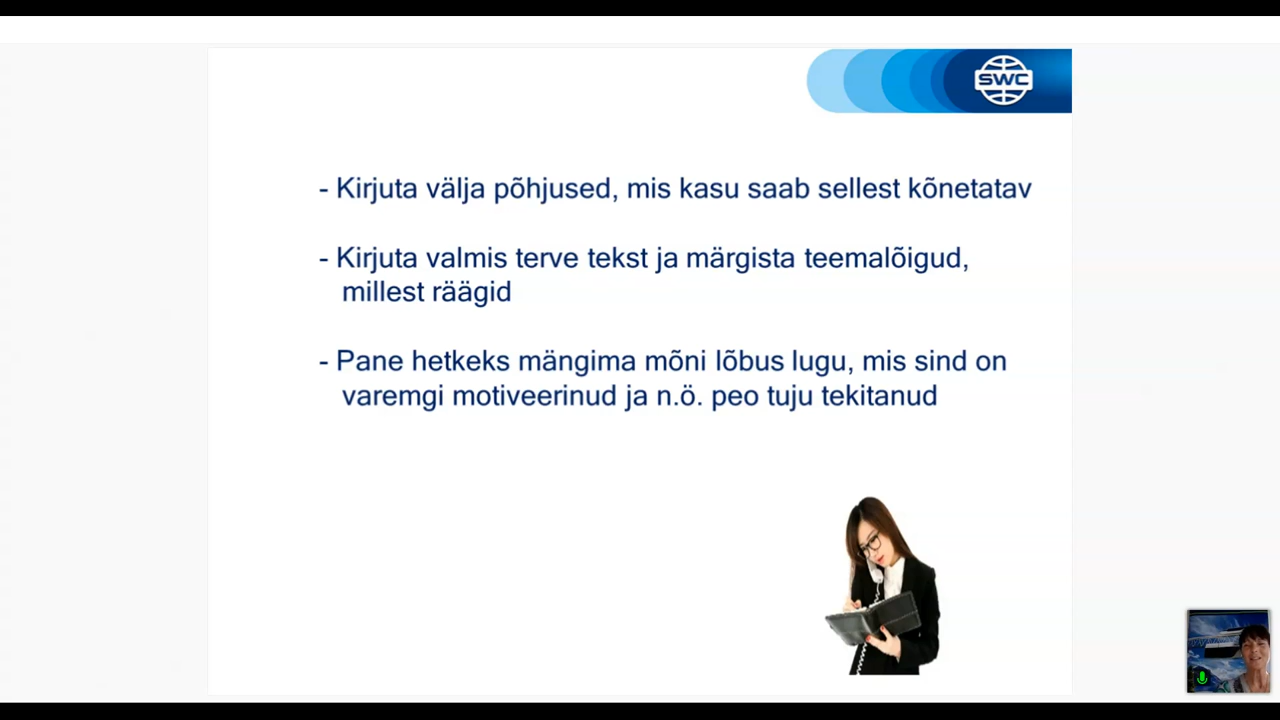 SWC
- Kirjuta välja põhjused, mis kasu saab sellest kõnetatav
- Kirjuta valmis terve tekst ja märgista teemalõigud,
millest räägid
- Pane hetkeks mängima mõni lõbus lugu, mis sind on
varemgi motiveerinud ja n.ö. peo tuju tekitanud